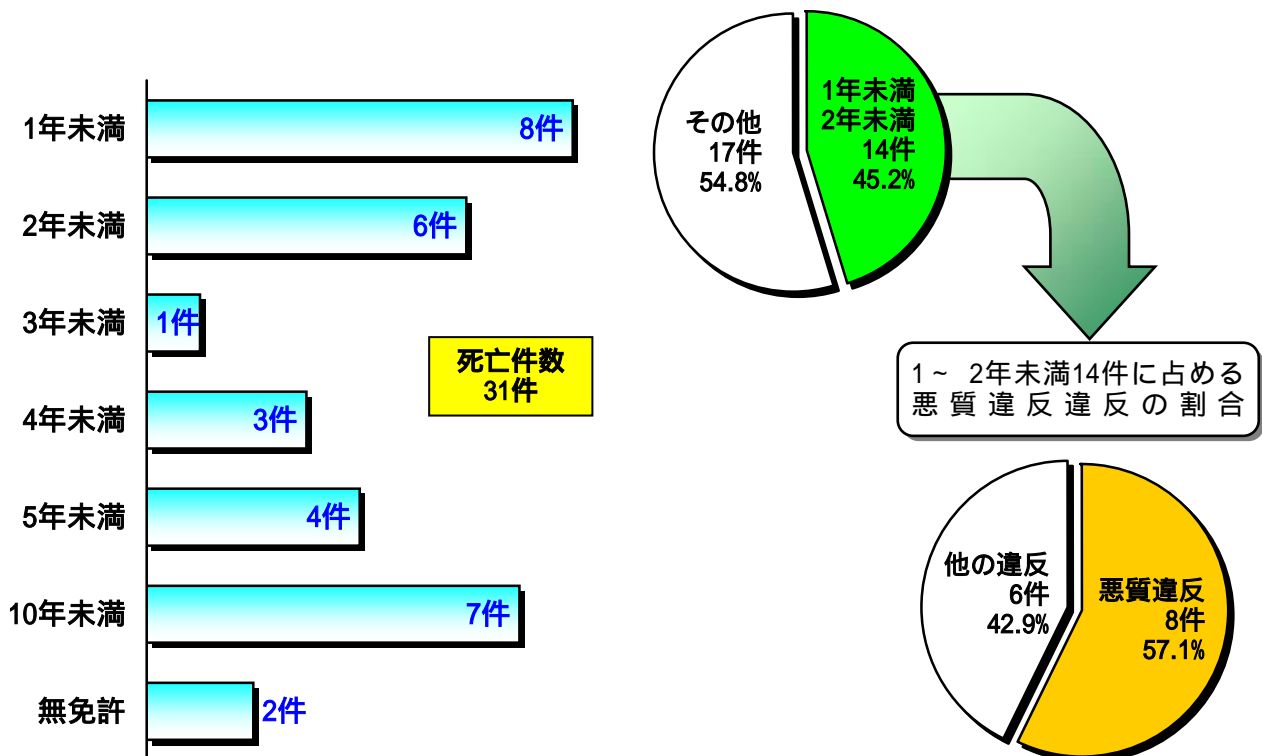 1年未満
8件
2年未満
6件
3年未満
1件
4年未満
3件
5年未満
4件
10年未満
7件
無免許
2件
死亡件数
31件
その他
17件
54.8%
1年未満
2年未満
14件
45.2%
1～ 2年未満14件に占める
悪質違反違反の割合
他の違反
6件
42.9%
悪質違反
8件
57.1%